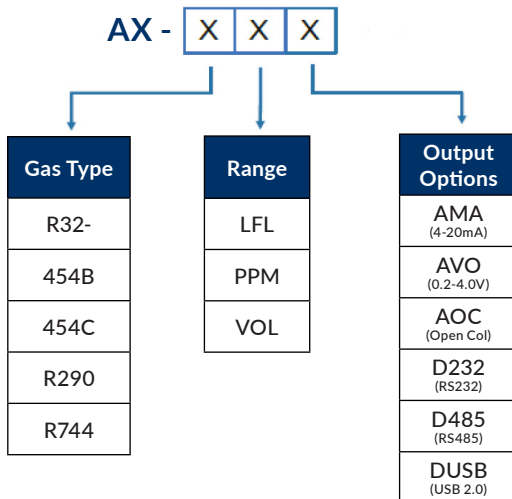 AX - X X X
Gas Type
R32-
454B
454C
R290
R744
Range
LFL
PPM
VOL
Output
Options
AMA
(4-20mA)
AVO
(0.2-4.0V)
AOC
(Open Col)
D232
(RS232)
D485
(RS485)
DUSB
(USB 2.0)